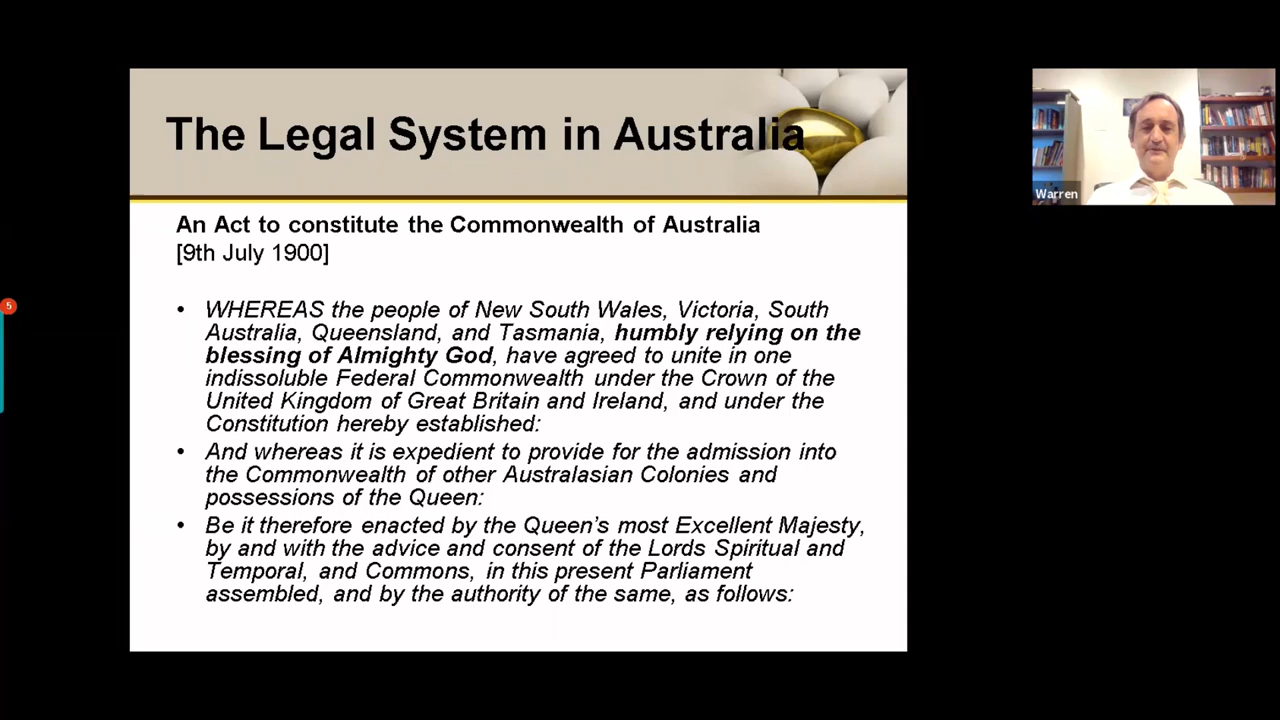 The Legal System in Australia
An Act to constitute the Commonwealth of Australia
[9th July 1900]
• WHEREAS the people of New South Wales, Victoria, South
Australia, Queensland, and Tasmania, humbly relying on the
blessing of Almighty God, have agreed to unite in one
indissoluble Federal Commonwealth under the Crown of the
United Kingdom of Great Britain and Ireland, and under the
Constitution hereby established:
• And whereas it is expedient to provide for the admission into
the Commonwealth of other Australasian Colonies and
possessions of the Queen:
• Be it therefore enacted by the Queen's most Excellent Majesty,
by and with the advice and consent of the Lords Spiritual and
Temporal, and Commons, in this present Parliament
assembled, and by the authority of the same, as follows:
Warren
5